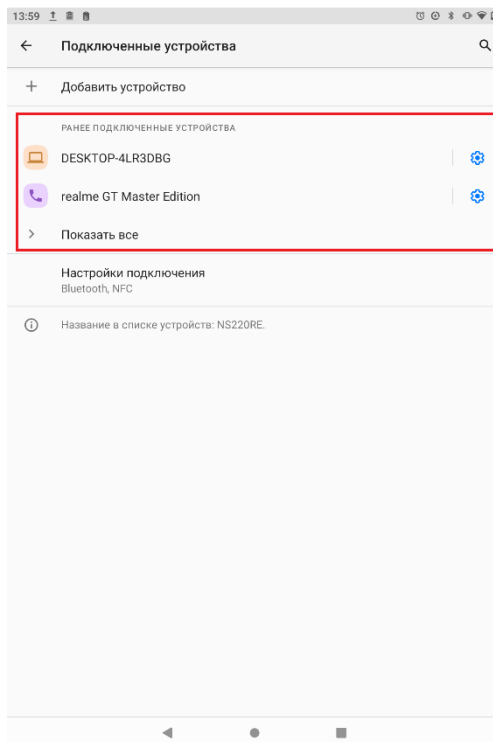 13:59
Подключенные устройства
Добавить устройство
РАНЕЕ ПОДКЛЮЧЕННЫЕ УСТРОЙСТВА
DESKTOP-4LR3DBG
realme GT Master Edition
Показать все
Настройки подключения
Bluetooth, NFC
Название в списке устройств: NS220RE.